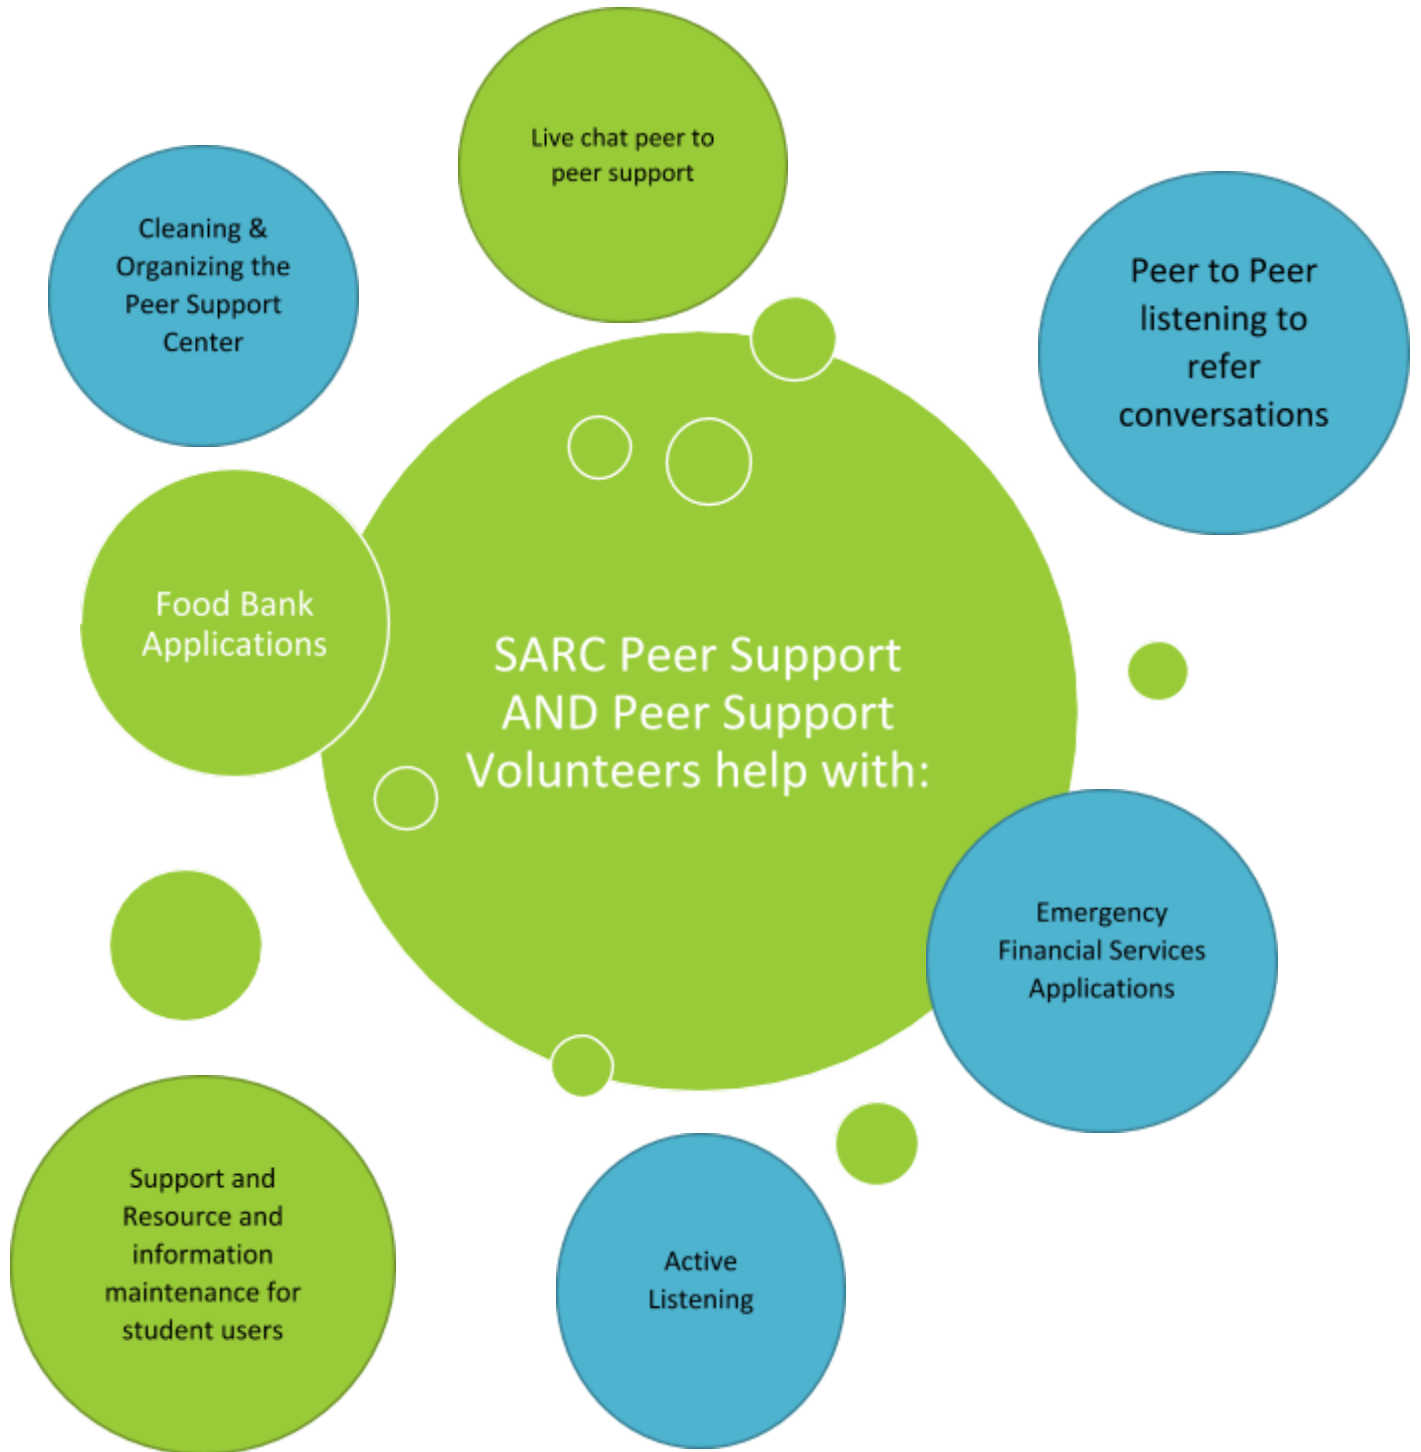 Live chat peer to
peer support
Cleaning &
Organizing the
Peer Support
Center
Peer to Peer
listening to
refer
conversations
Food Bank
Applications
SARC Peer Support
AND Peer Support
Volunteers help with:
Emergency
Financial Services
Applications
Support and
Resource and
information
maintenance for
student users
Active
Listening